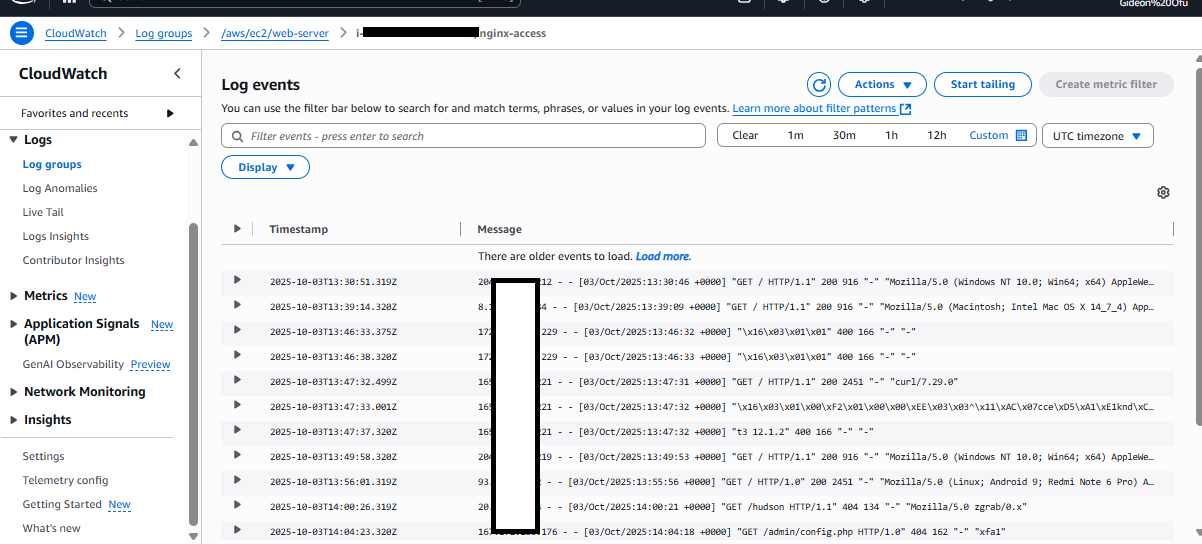 Gideon%20Ofu
CloudWatch > Log groups > /aws/ec2/web-server > i- nginx-access
CloudWatch
Favorites and recents
Logs
Log groups
Log Anomalies
Live Tail
Logs Insights
Contributor Insights
Metrics New
Application Signals (APM) New
GenAI Observability Preview
Network Monitoring
Insights
Settings
Telemetry config
Getting Started New
What's new
Log events
Actions
Start tailing
Create metric filter
You can use the filter bar below to search for and match terms, phrases, or values in your log events. Learn more about filter patterns
Filter events - press enter to search
Clear 1m 30m 1h 12h Custom
UTC timezone
Display
Timestamp Message
There are older events to load. Load more.
2025-10-03T13:30:51.319Z 20 12 - - [03/Oct/2025:13:30:46 +0000] "GET / HTTP/1.1" 200 916 "-" "Mozilla/5.0 (Windows NT 10.0; Win64; x64) AppleWe…
2025-10-03T13:39:14.320Z 8. 4 - - [03/Oct/2025:13:39:09 +0000] "GET / HTTP/1.1" 200 916 "-" "Mozilla/5.0 (Macintosh; Intel Mac OS X 14_7_4) App…
2025-10-03T13:46:33.375Z 172 229 - - [03/Oct/2025:13:46:32 +0000] "\x16\x03\x01\x01" 400 166 "-" "-"
2025-10-03T13:46:38.320Z 172 229 - - [03/Oct/2025:13:46:33 +0000] "\x16\x03\x01\x01" 400 166 "-" "-"
2025-10-03T13:47:32.499Z 165 221 - - [03/Oct/2025:13:47:31 +0000] "GET / HTTP/1.1" 200 2451 "-" "curl/7.29.0"
2025-10-03T13:47:33.001Z 165 221 - - [03/Oct/2025:13:47:32 +0000] "\x16\x03\x01\x00\xF2\x01\x00\x00\xEE\x03\x03^\x11\xAC\x07cce\xD5\xA1\xE1knd\xC…
2025-10-03T13:47:37.320Z 165 221 - - [03/Oct/2025:13:47:32 +0000] "t3 12.1.2" 400 166 "-" "-"
2025-10-03T13:49:58.320Z 20 219 - - [03/Oct/2025:13:49:53 +0000] "GET / HTTP/1.1" 200 916 "-" "Mozilla/5.0 (Windows NT 10.0; Win64; x64) AppleWe…
2025-10-03T13:56:01.319Z 93. - - [03/Oct/2025:13:55:56 +0000] "GET / HTTP/1.0" 200 2451 "-" "Mozilla/5.0 (Linux; Android 9; Redmi Note 6 Pro) A…
2025-10-03T14:00:26.319Z 20. - - [03/Oct/2025:14:00:21 +0000] "GET /hudson HTTP/1.1" 404 134 "-" "Mozilla/5.0 zgrab/0.x"
2025-10-03T14:04:23.320Z 167 176 - - [03/Oct/2025:14:04:18 +0000] "GET /admin/config.php HTTP/1.0" 404 162 "-" "xfa1"